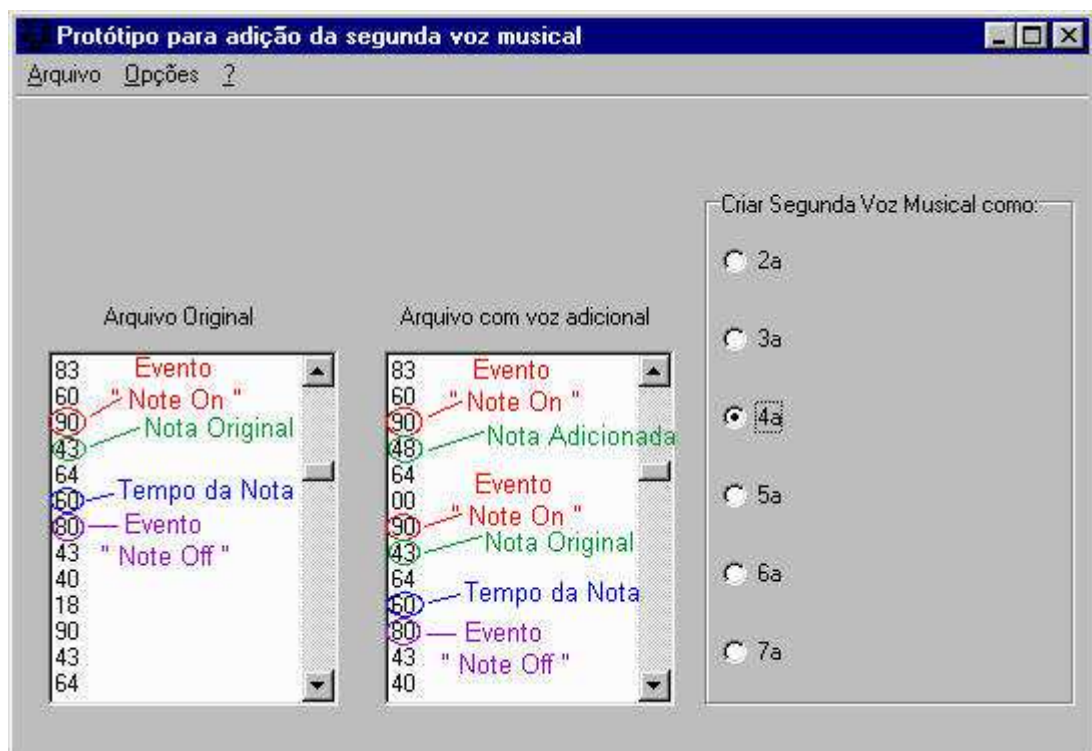 Protótipo para adição da segunda voz musical
Arquivo Opções ?
Arquivo Original
83
60
90
43
64
60
80
43
40
18
90
43
64
Evento
" Note On "
Nota Original
Tempo da Nota
Evento
" Note Off "
Arquivo com voz adicional
83
60
90
48
64
00
90
43
64
60
80
43
40
Evento
" Note On "
Nota Adicionada
Evento
" Note On "
Nota Original
Tempo da Nota
Evento
" Note Off "
Criar Segunda Voz Musical como:
2a
3a
4a
5a
6a
7a